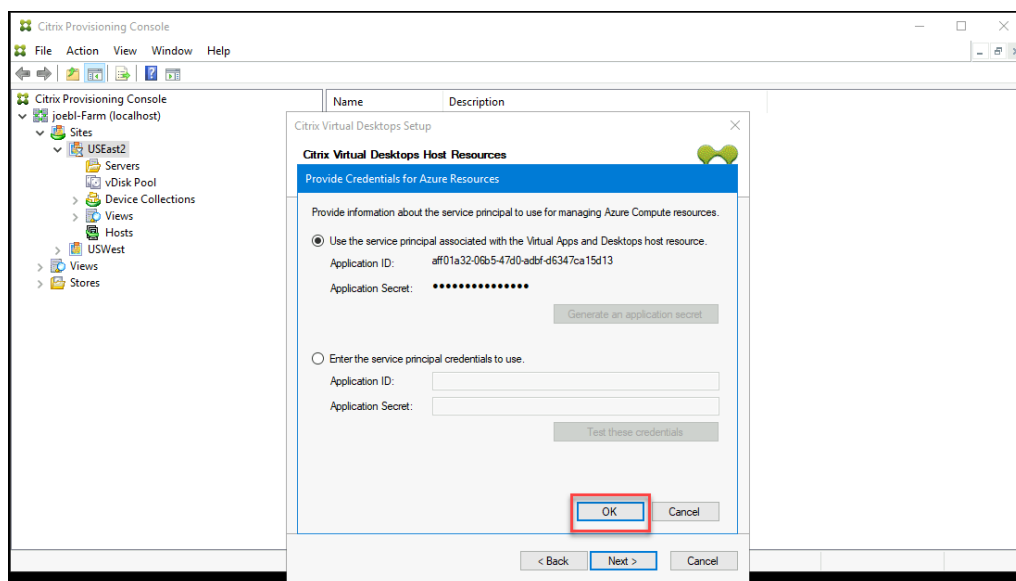 Citrix Provisioning Console
File Action View Window Help
Citrix Provisioning Console
joebl-Farm (localhost)
Sites
USEast2
Servers
vDisk Pool
Device Collections
Views
Hosts
USWest
Views
Stores
Name Description
Citrix Virtual Desktops Setup
Citrix Virtual Desktops Host Resources
Provide Credentials for Azure Resources
Provide information about the service principal to use for managing Azure Compute resources.
Use the service principal associated with the Virtual Apps and Desktops host resource.
Application ID: aff01a32-06b5-47d0-adbf-d6347ca15d13
Application Secret: •••••••••••••••
Generate an application secret
Enter the service principal credentials to use.
Application ID:
Application Secret:
Test these credentials
OK Cancel
< Back Next > Cancel